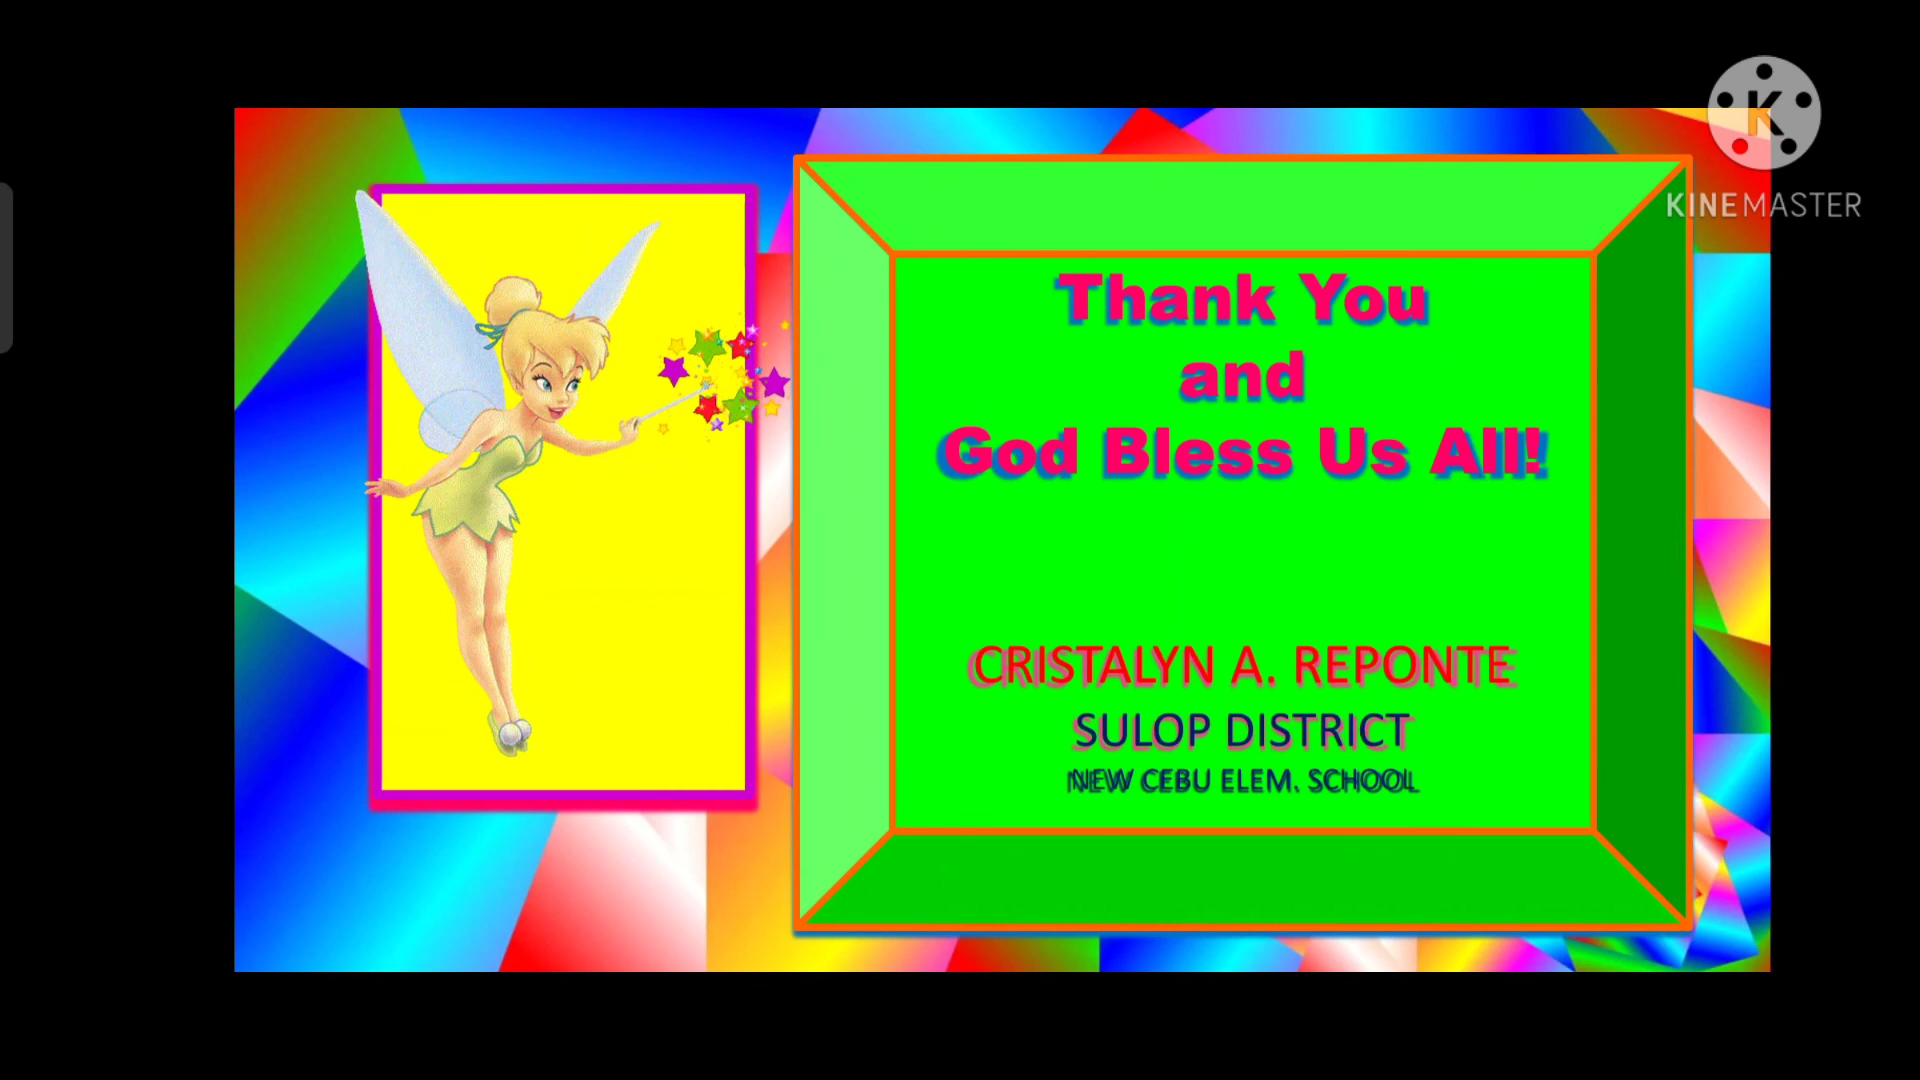 K
KINEMASTER
Thank You
and
God Bless Us All!
CRISTALYN A. REPONTE
SULOP DISTRICT
NEW CEBU ELEM. SCHOOL